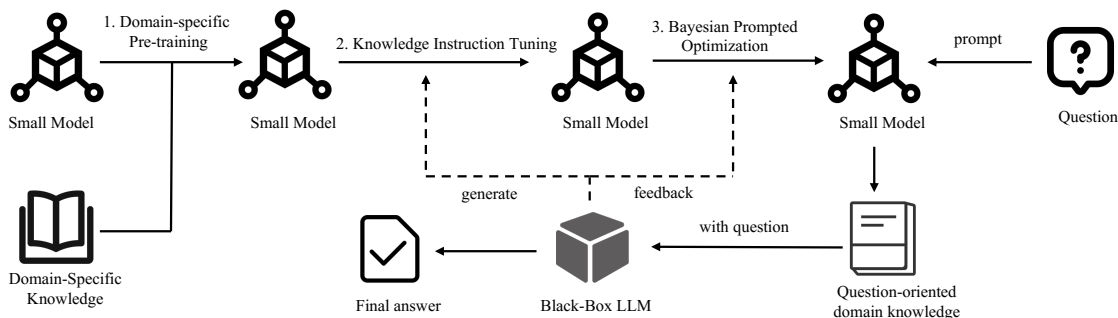 1. Domain-specific
Pre-training
2. Knowledge Instruction Tuning
3. Bayesian Prompted
Optimization
prompt
?
Small Model
Small Model
Small Model
Small Model
Question
generate
feedback
with question
Domain-Specific
Knowledge
Final answer
Black-Box LLM
Question-oriented
domain knowledge